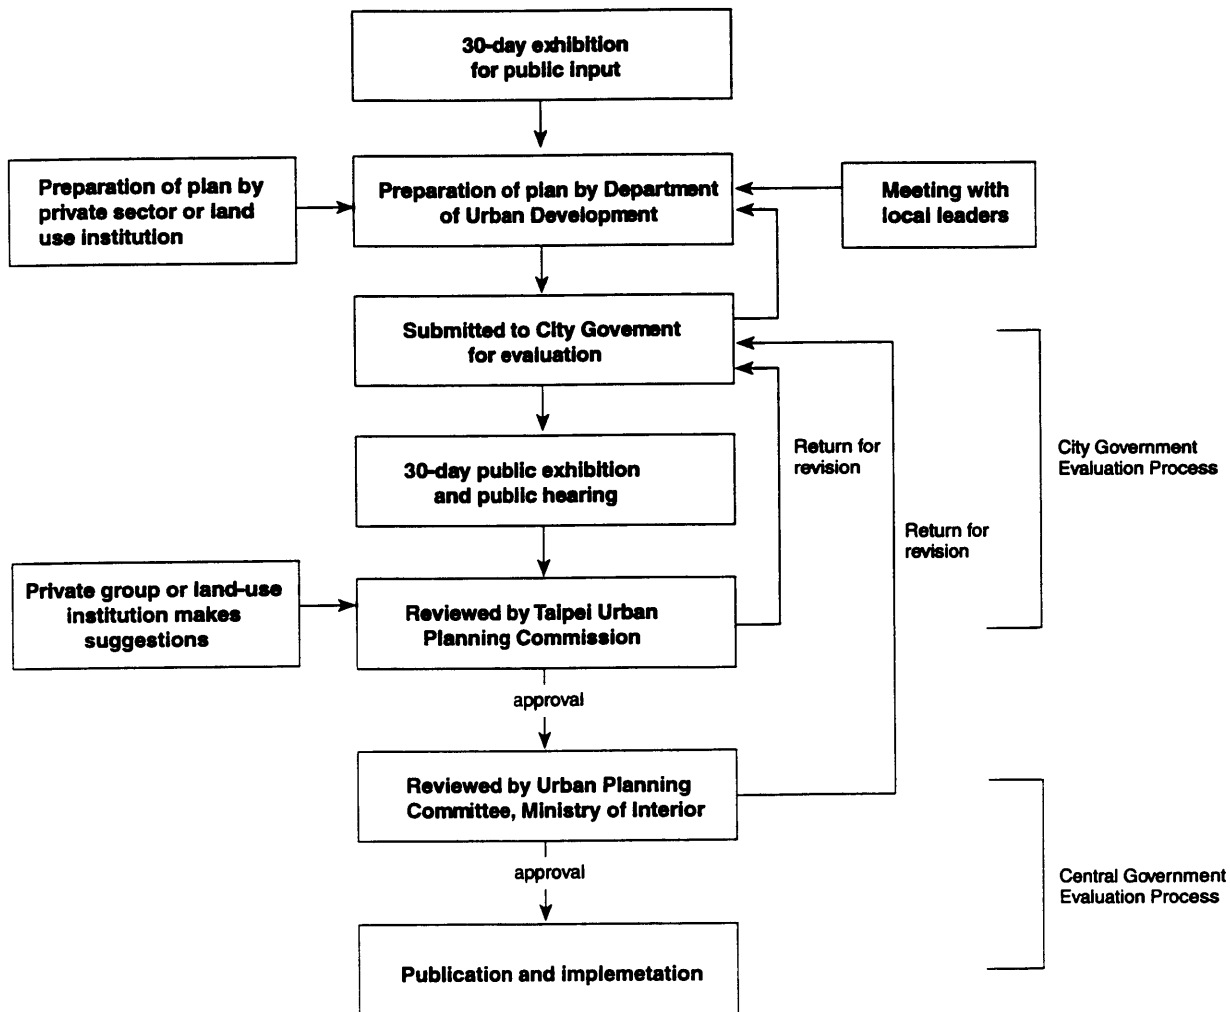 30-day exhibition
for public input
Preparation of plan by
private sector or land
use institution
Preparation of plan by Department
of Urban Development
Meeting with
local leaders
Submitted to City Govement
for evaluation
30-day public exhibition
and public hearing
Return for
revision
City Government
Evaluation Process
Return for
revision
Private group or land-use
institution makes
suggestions
Reviewed by Taipei Urban
Planning Commission
approval
Reviewed by Urban Planning
Committee, Ministry of Interior
approval
Central Government
Evaluation Process
Publication and implemetation